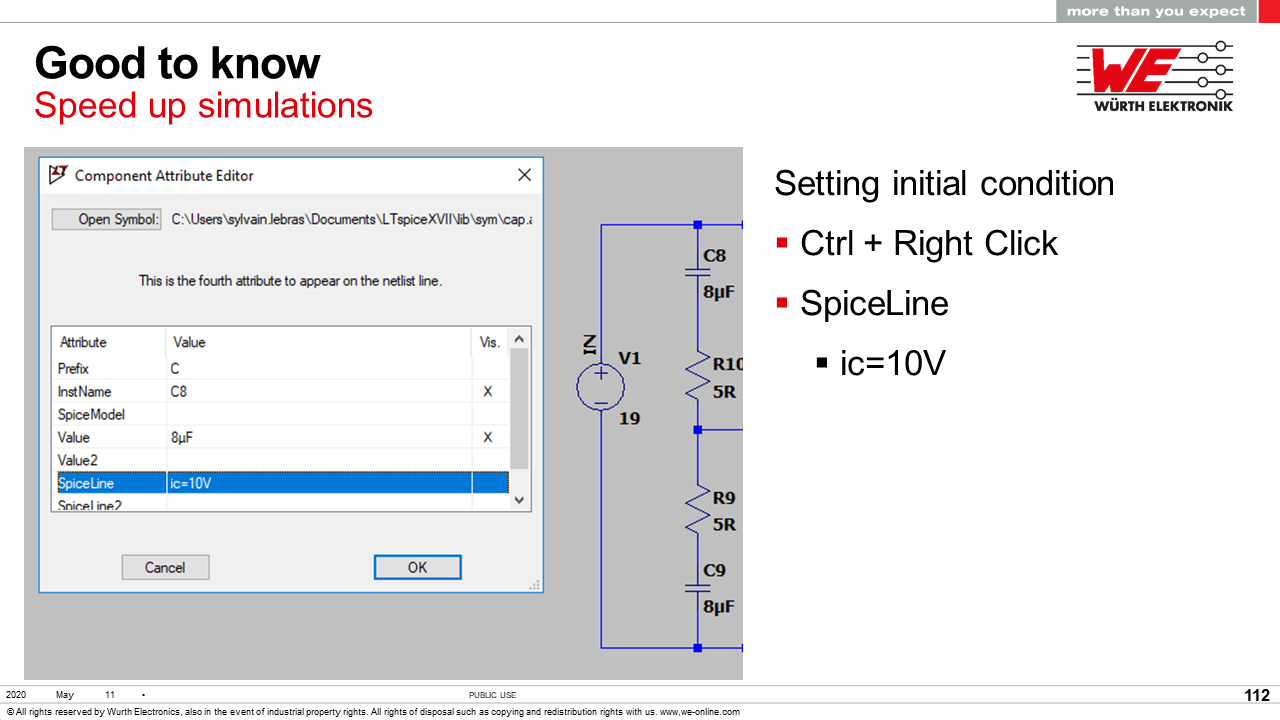 more than you expect
Good to know
Speed up simulations
WE
WÜRTH ELEKTRONIK
Component Attribute Editor
Open Symbol: C:\Users\sylvain.lebras\Documents\LTspiceXVII\lib\sym\cap.a
This is the fourth attribute to appear on the netlist line.
Attribute Value Vis.
Prefix C
InstName C8 X
SpiceModel
Value 8µF X
Value2
SpiceLine ic=10V
SpiceLine2
Cancel OK
IN
V1
19
C8
8µF
R10
5R
R9
5R
C9
8µF
Setting initial condition
Ctrl + Right Click
SpiceLine
ic=10V
2020 May 11 • PUBLIC USE 112
© All rights reserved by Wurth Electronics, also in the event of industrial property rights. All rights of disposal such as copying and redistribution rights with us. www,we-online.com